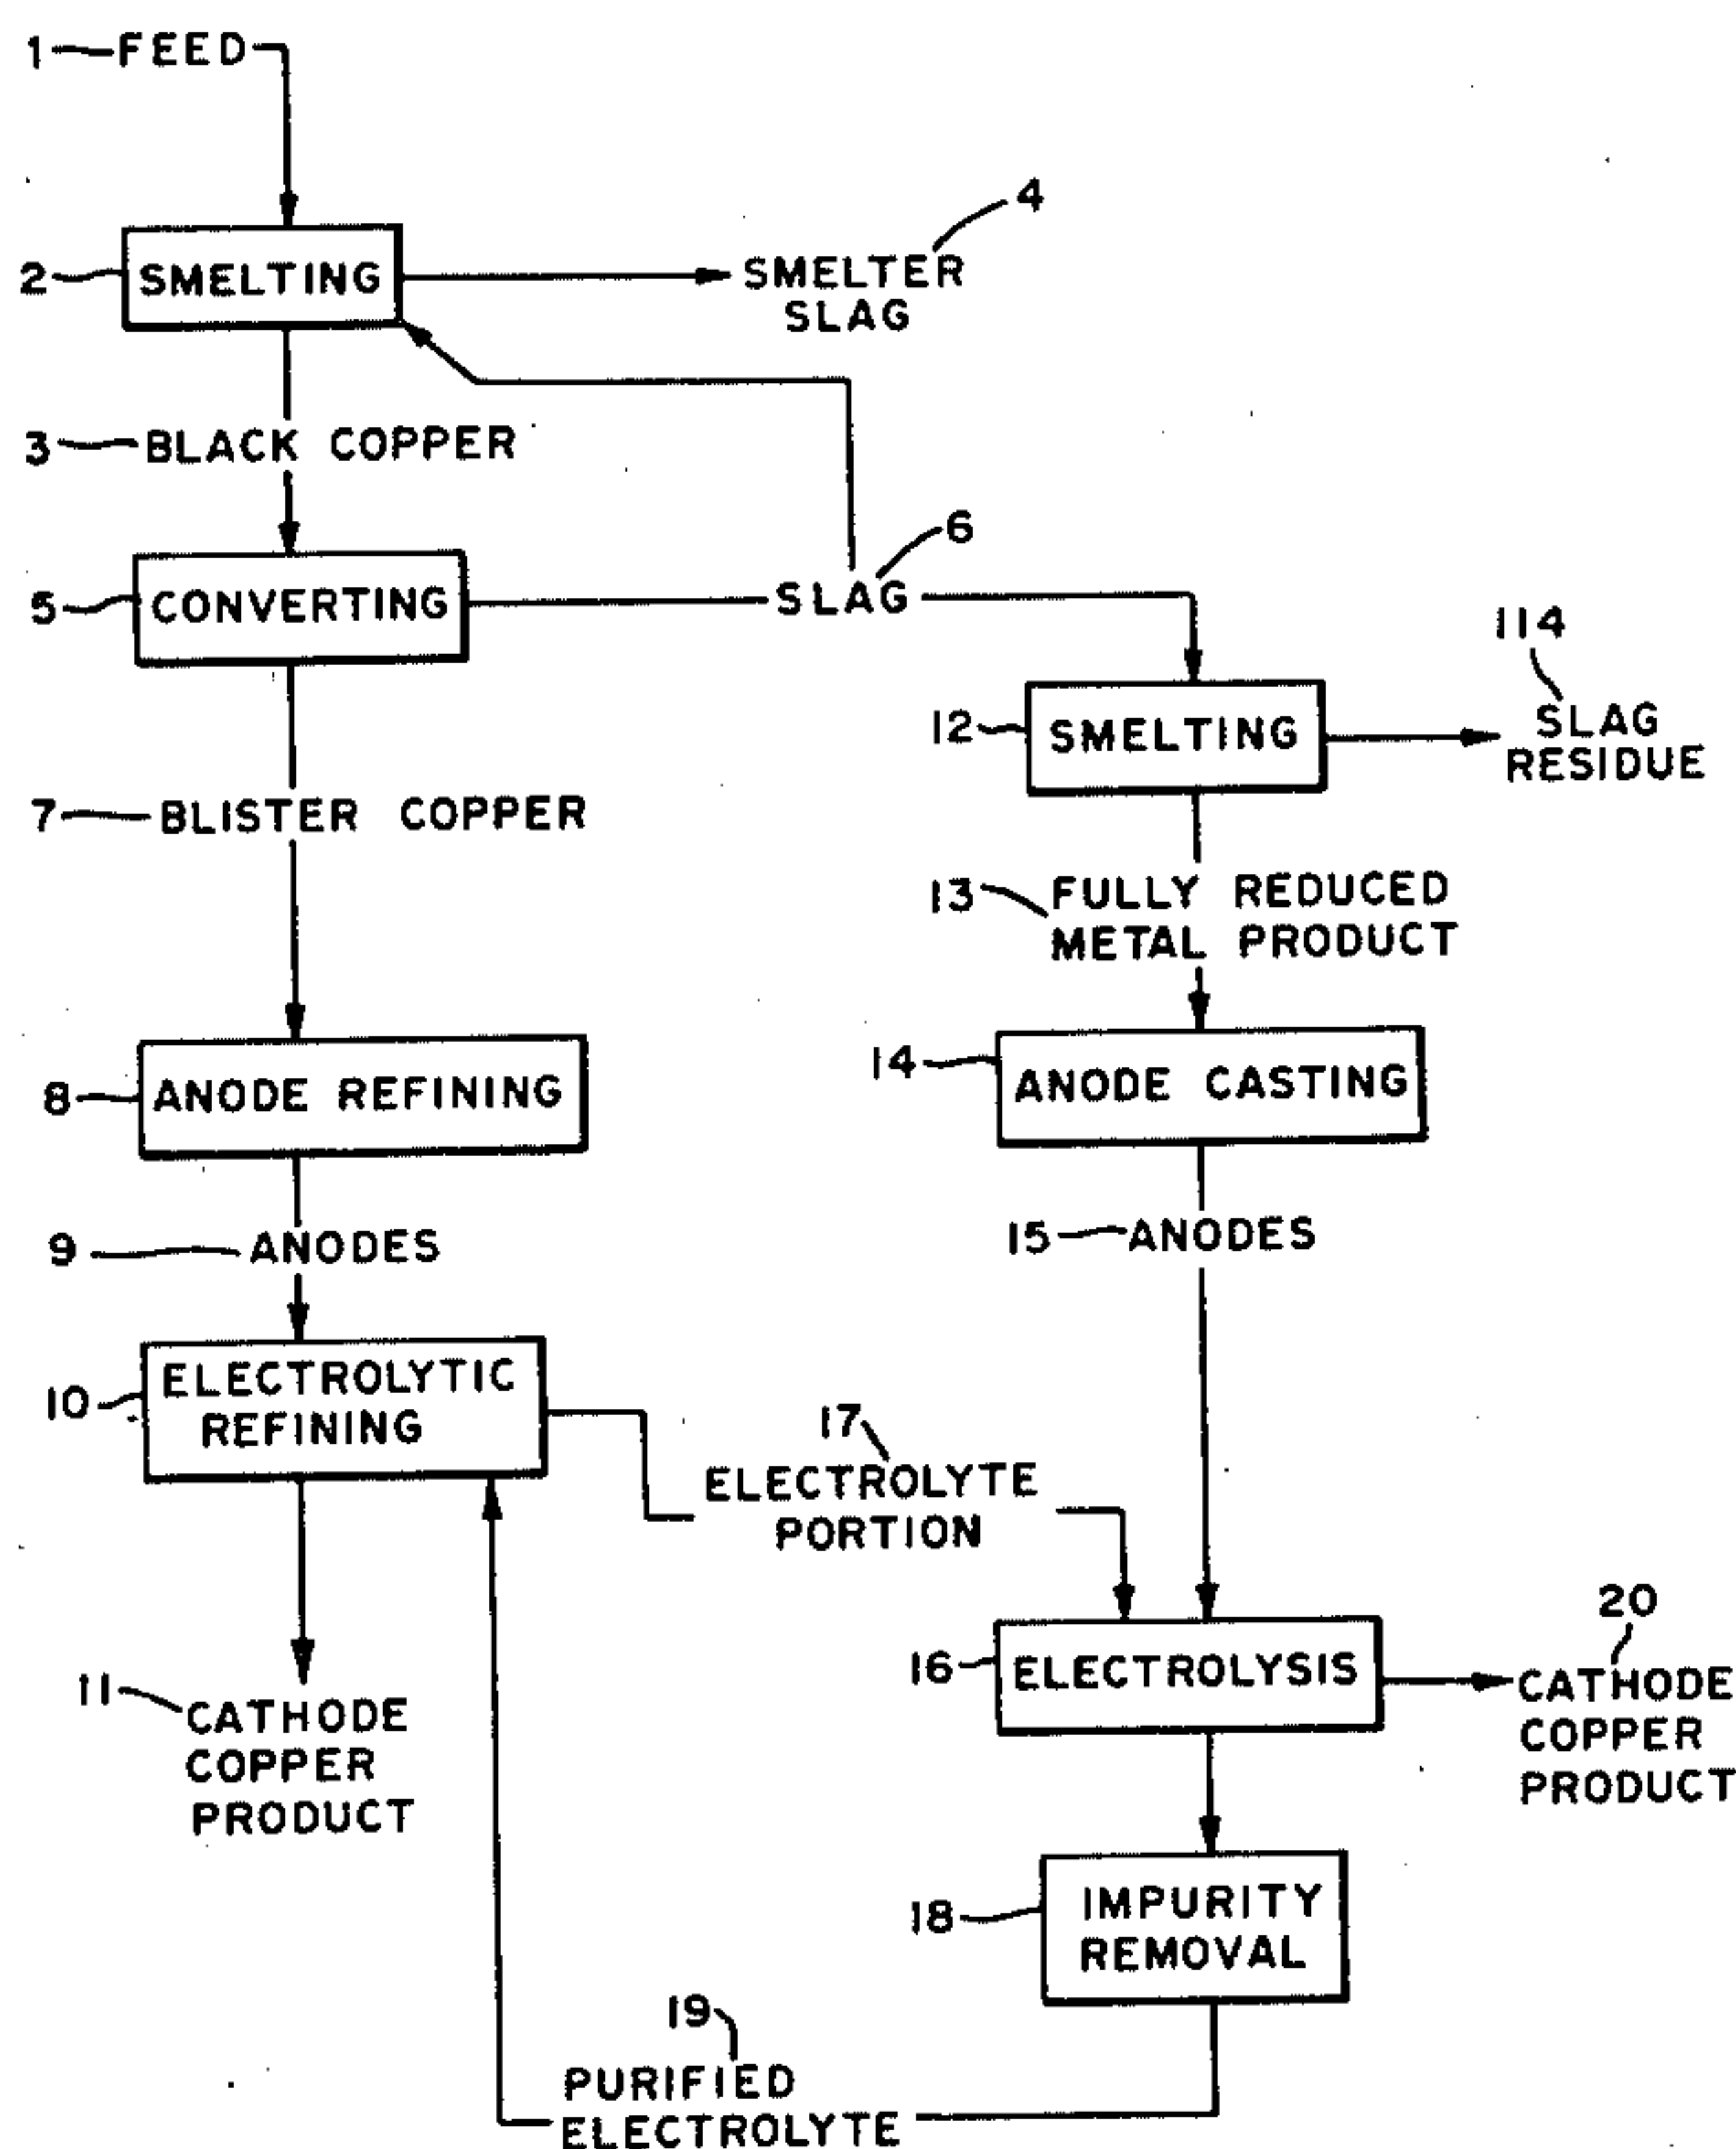 1 FEED
4
2 SMELTING
SMELTER
SLAG
3 BLACK COPPER
6
5 CONVERTING
SLAG
114
12 SMELTING
SLAG
RESIDUE
7 BLISTER COPPER
13 FULLY REDUCED
METAL PRODUCT
8 ANODE REFINING
14 ANODE CASTING
9 ANODES
15 ANODES
10 ELECTROLYTIC
REFINING
17
ELECTROLYTE
PORTION
20
16 ELECTROLYSIS
11 CATHODE
COPPER
PRODUCT
CATHODE
COPPER
PRODUCT
18 IMPURITY
REMOVAL
19
PURIFIED
ELECTROLYTE